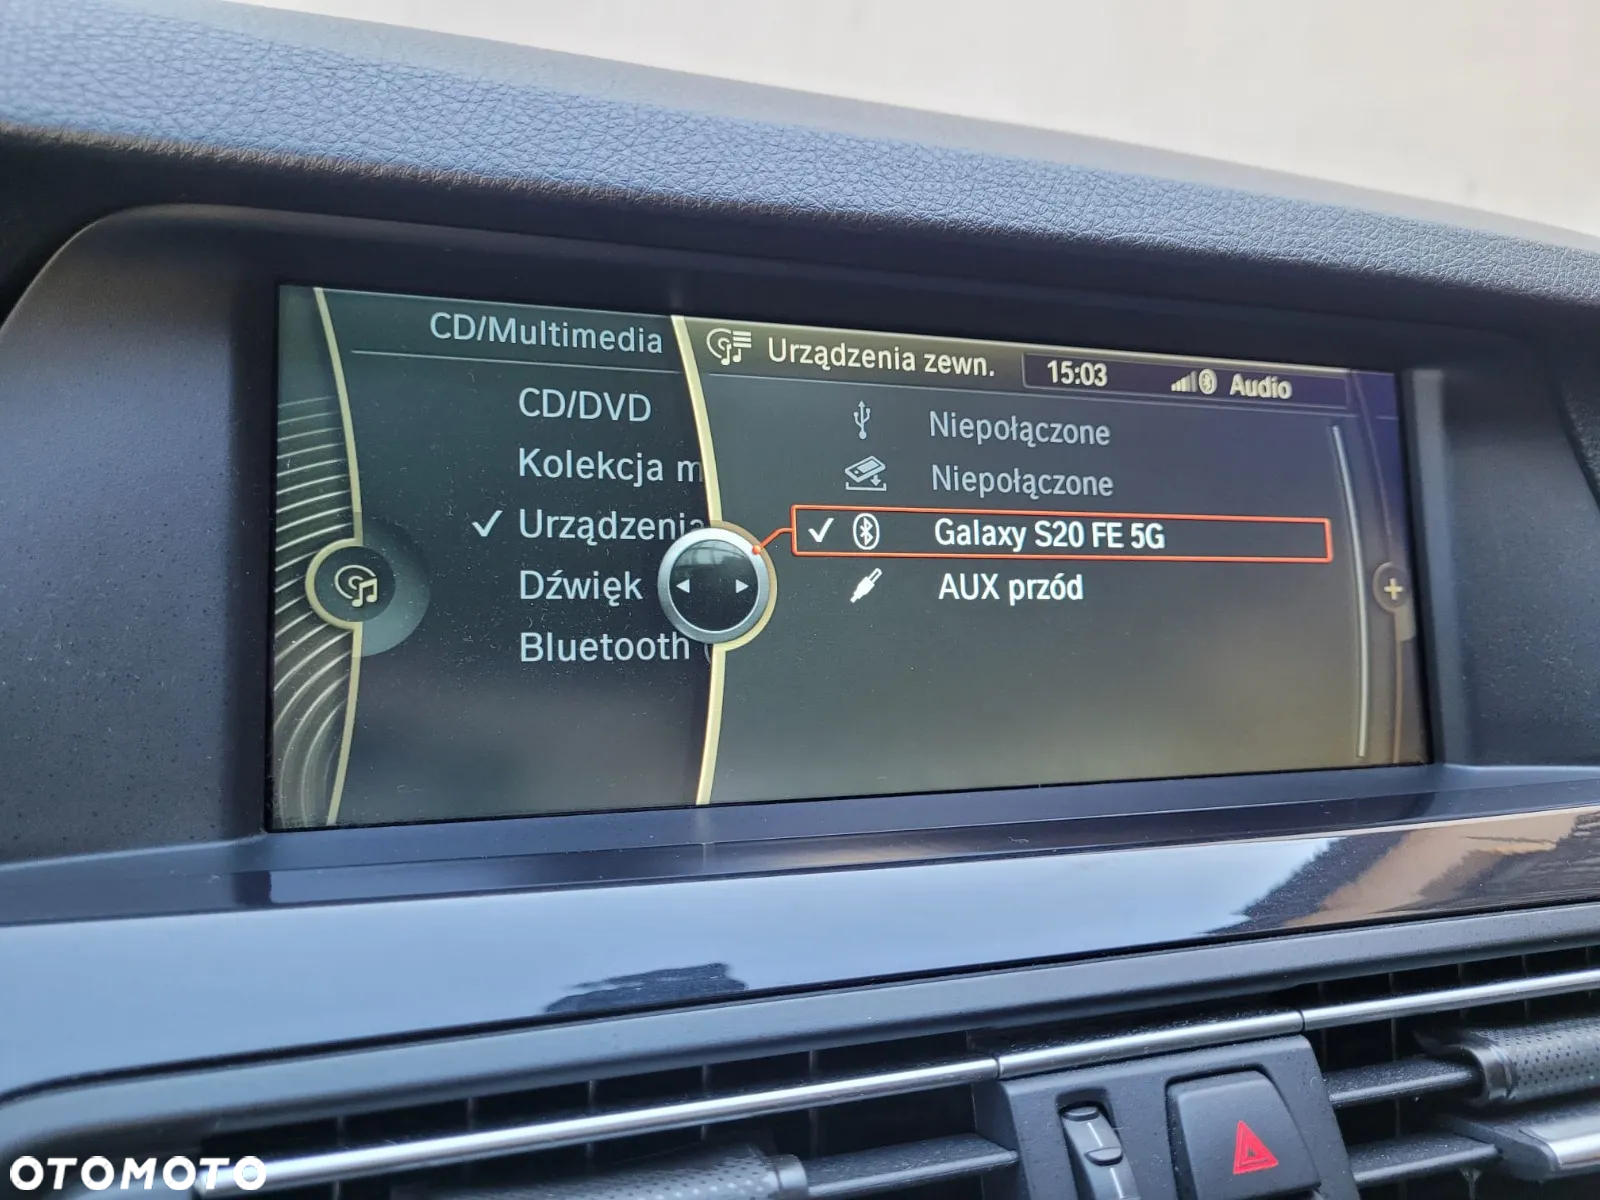 CD/Multimedia
CD/DVD
Kolekcja m
Urządzenia
Dźwięk
Bluetooth
Urządzenia zewn.
15:03
Audio
Niepołączone
Niepołączone
Galaxy S20 FE 5G
AUX przód
OTOMOTO